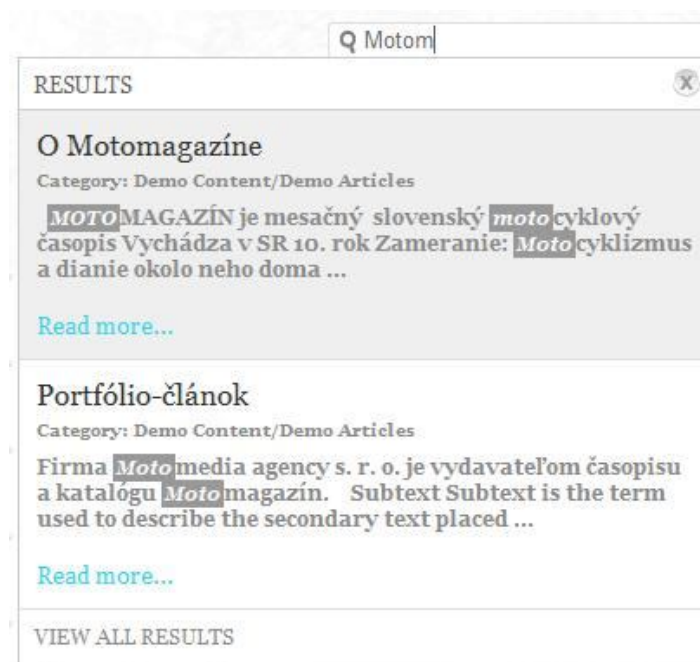 Motom
RESULTS
X
O Motomagazíne
Category: Demo Content/Demo Articles
MOTOMAGAZÍN je mesačný slovenský motocyklový
časopis Vychádza v SR 10. rok Zameranie: Motocyklizmus
a dianie okolo neho doma ...
Read more...
Portfólio-článok
Category: Demo Content/Demo Articles
Firma Motomedia agency s. r. o. je vydavateľom časopisu
a katalógu Motomagazín. Subtext Subtext is the term
used to describe the secondary text placed ...
Read more...
VIEW ALL RESULTS